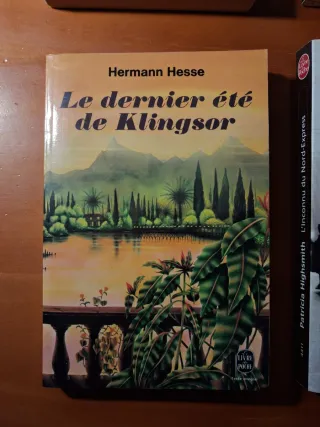 Hermann Hesse
Le dernier été
de Klingsor
LE LIVRE
DE
POCHE
Patricia Highsmith L'inconnu du Nord-Express